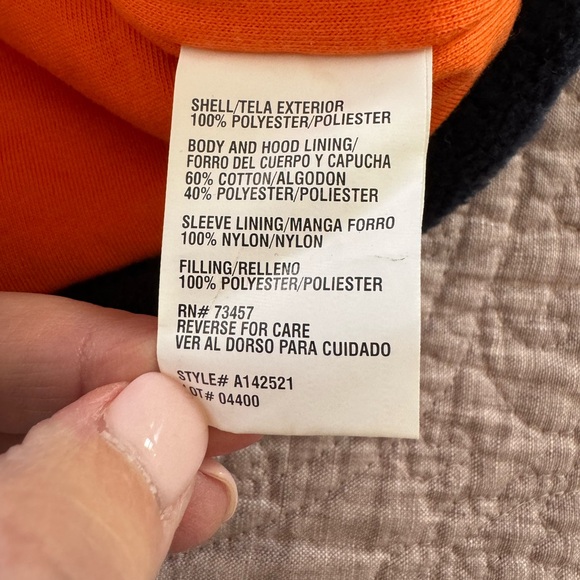 SHELL/TELA EXTERIOR
100% POLYESTER/POLIESTER
BODY AND HOOD LINING/
FORRO DEL CUERPO Y CAPUCHA
60% COTTON/ALGODON
40% POLYESTER/POLIESTER
SLEEVE LINING/MANGA FORRO
100% NYLON/NYLON
FILLING/RELLENO
100% POLYESTER/POLIESTER
RN# 73457
REVERSE FOR CARE
VER AL DORSO PARA CUIDADO
STYLE# A142521
LOT# 04400